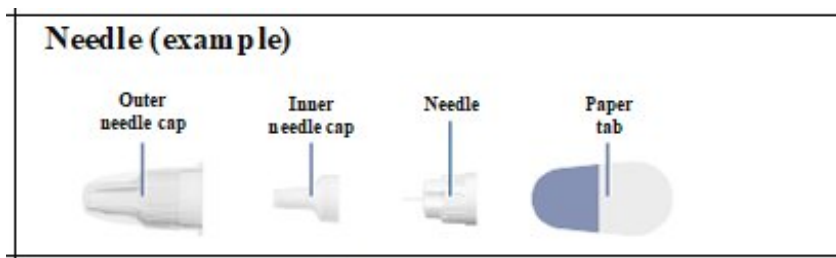 Needle (example)
Outer
needle cap
Inner
needle cap
Needle
Paper
tab